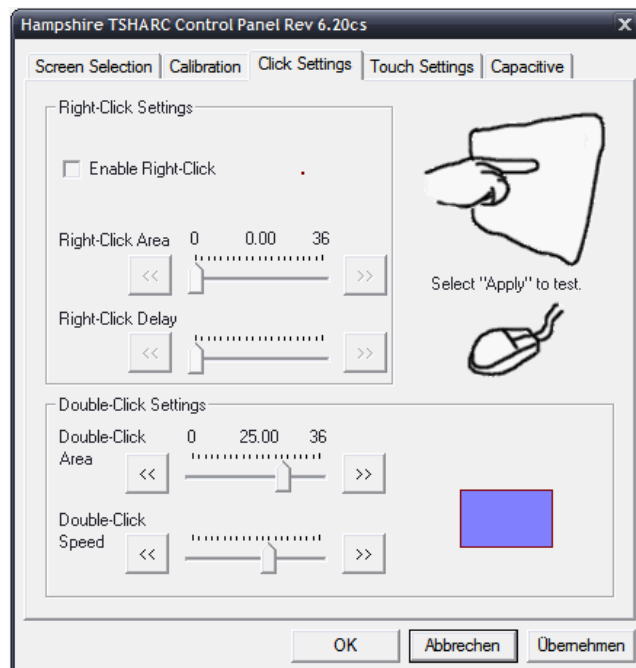 Hampshire TSHARC Control Panel Rev 6.20cs X
Screen Selection Calibration Click Settings Touch Settings Capacitive
Right-Click Settings
Enable Right-Click
Right-Click Area 0 0.00 36
<< >>
Select "Apply" to test.
Right-Click Delay
<< >>
Double-Click Settings
Double-Click 0 25.00 36
Area << >>
Double-Click
Speed << >>
OK Abbrechen Übernehmen